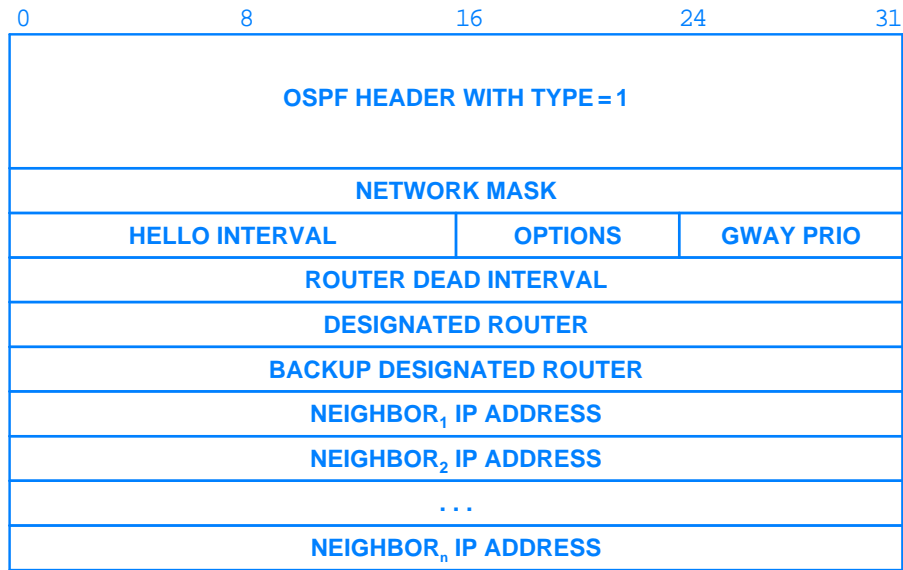 0 8 16 24 31
OSPF HEADER WITH TYPE = 1
NETWORK MASK
HELLO INTERVAL OPTIONS GWAY PRIO
ROUTER DEAD INTERVAL
DESIGNATED ROUTER
BACKUP DESIGNATED ROUTER
NEIGHBOR₁ IP ADDRESS
NEIGHBOR₂ IP ADDRESS
. . .
NEIGHBORₙ IP ADDRESS